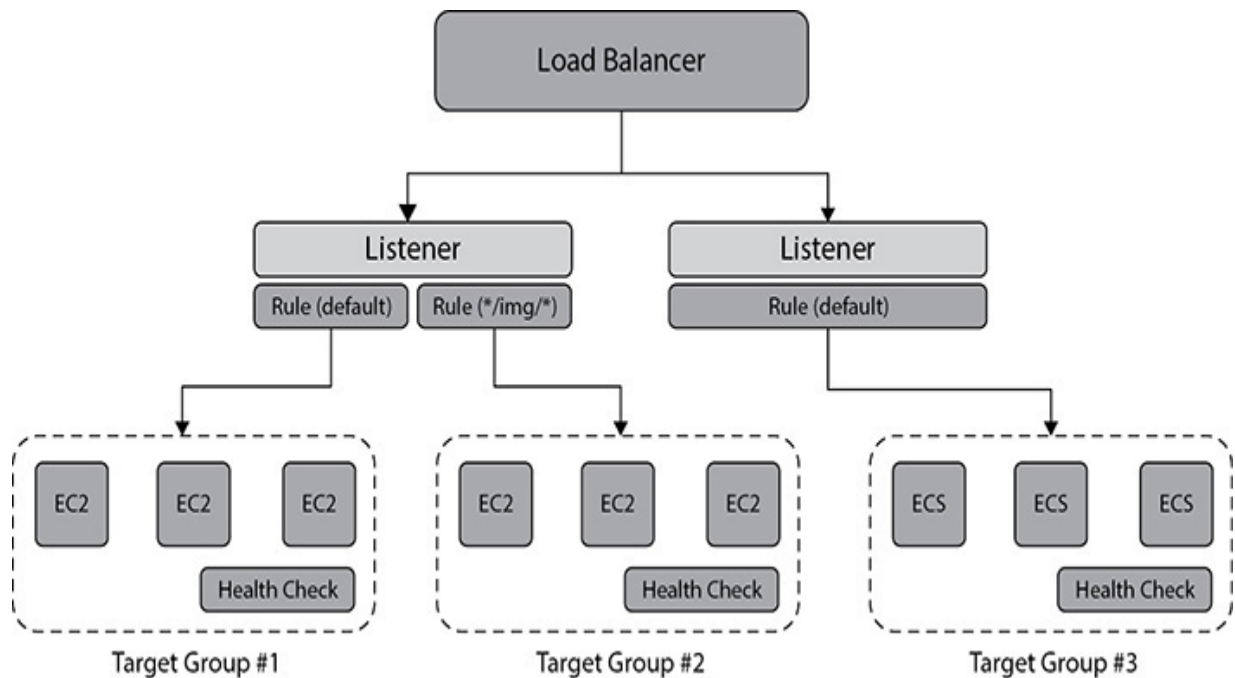 Load Balancer
Listener
Listener
Rule (default)
Rule (*/img/*)
Rule (default)
EC2
EC2
EC2
EC2
EC2
EC2
ECS
ECS
ECS
Health Check
Health Check
Health Check
Target Group #1
Target Group #2
Target Group #3